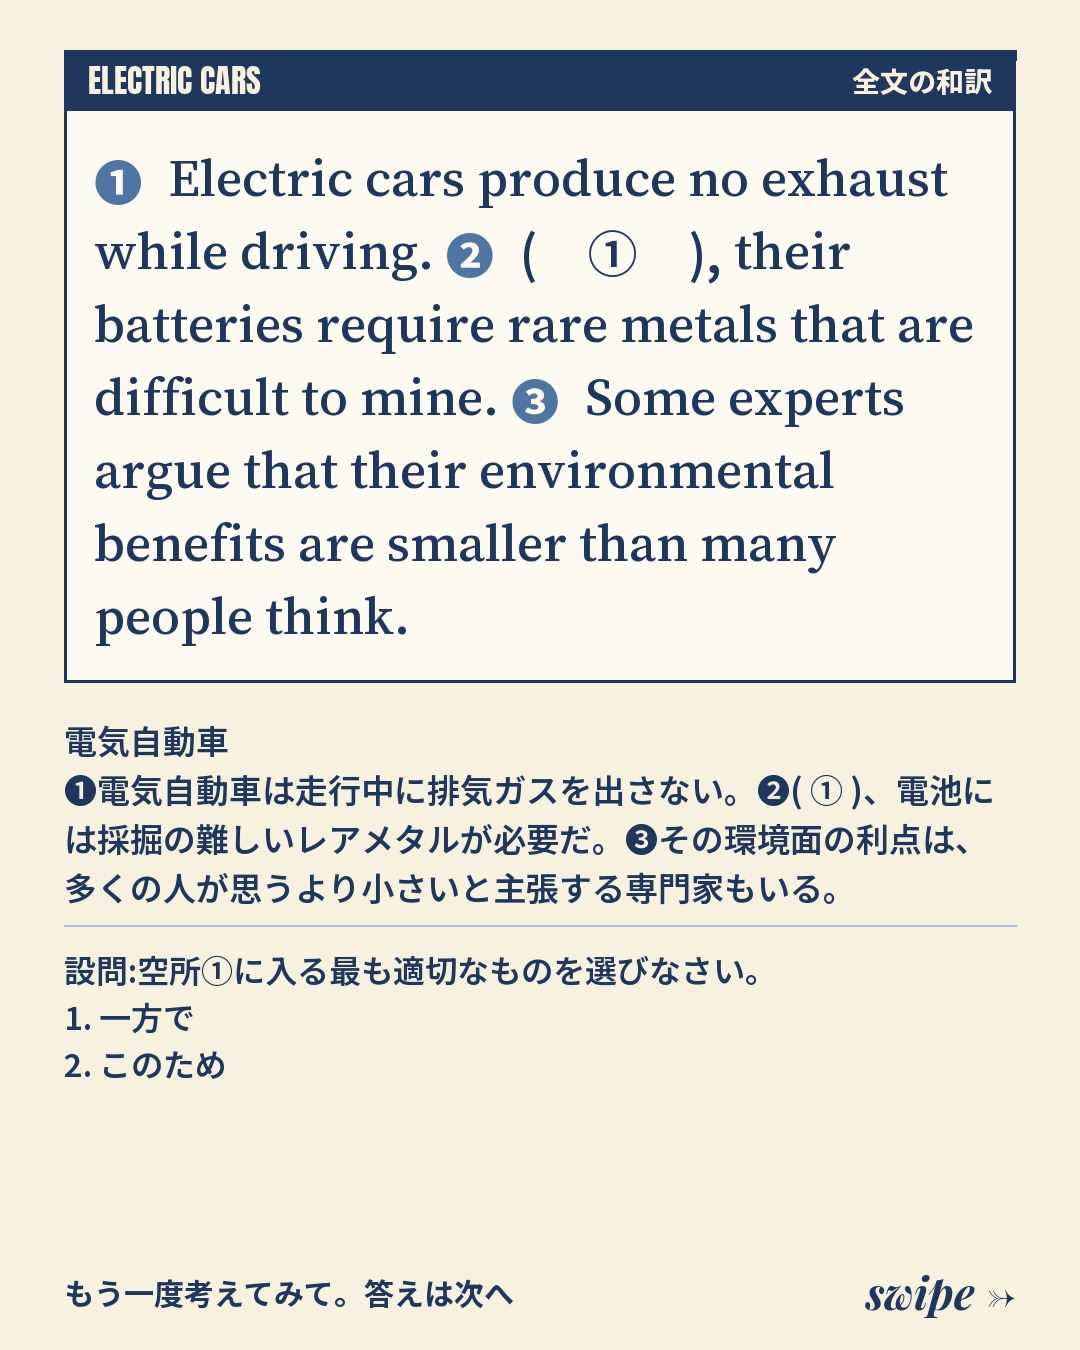 ELECTRIC CARS
全文の和訳
❶ Electric cars produce no exhaust
while driving. ❷ ( ① ), their
batteries require rare metals that are
difficult to mine. ❸ Some experts
argue that their environmental
benefits are smaller than many
people think.
電気自動車
❶電気自動車は走行中に排気ガスを出さない。❷( ① )、電池に
は採掘の難しいレアメタルが必要だ。❸その環境面の利点は、
多くの人が思うより小さいと主張する専門家もいる。
設問:空所①に入る最も適切なものを選びなさい。
1. 一方で
2. このため
もう一度考えてみて。答えは次へ
swipe